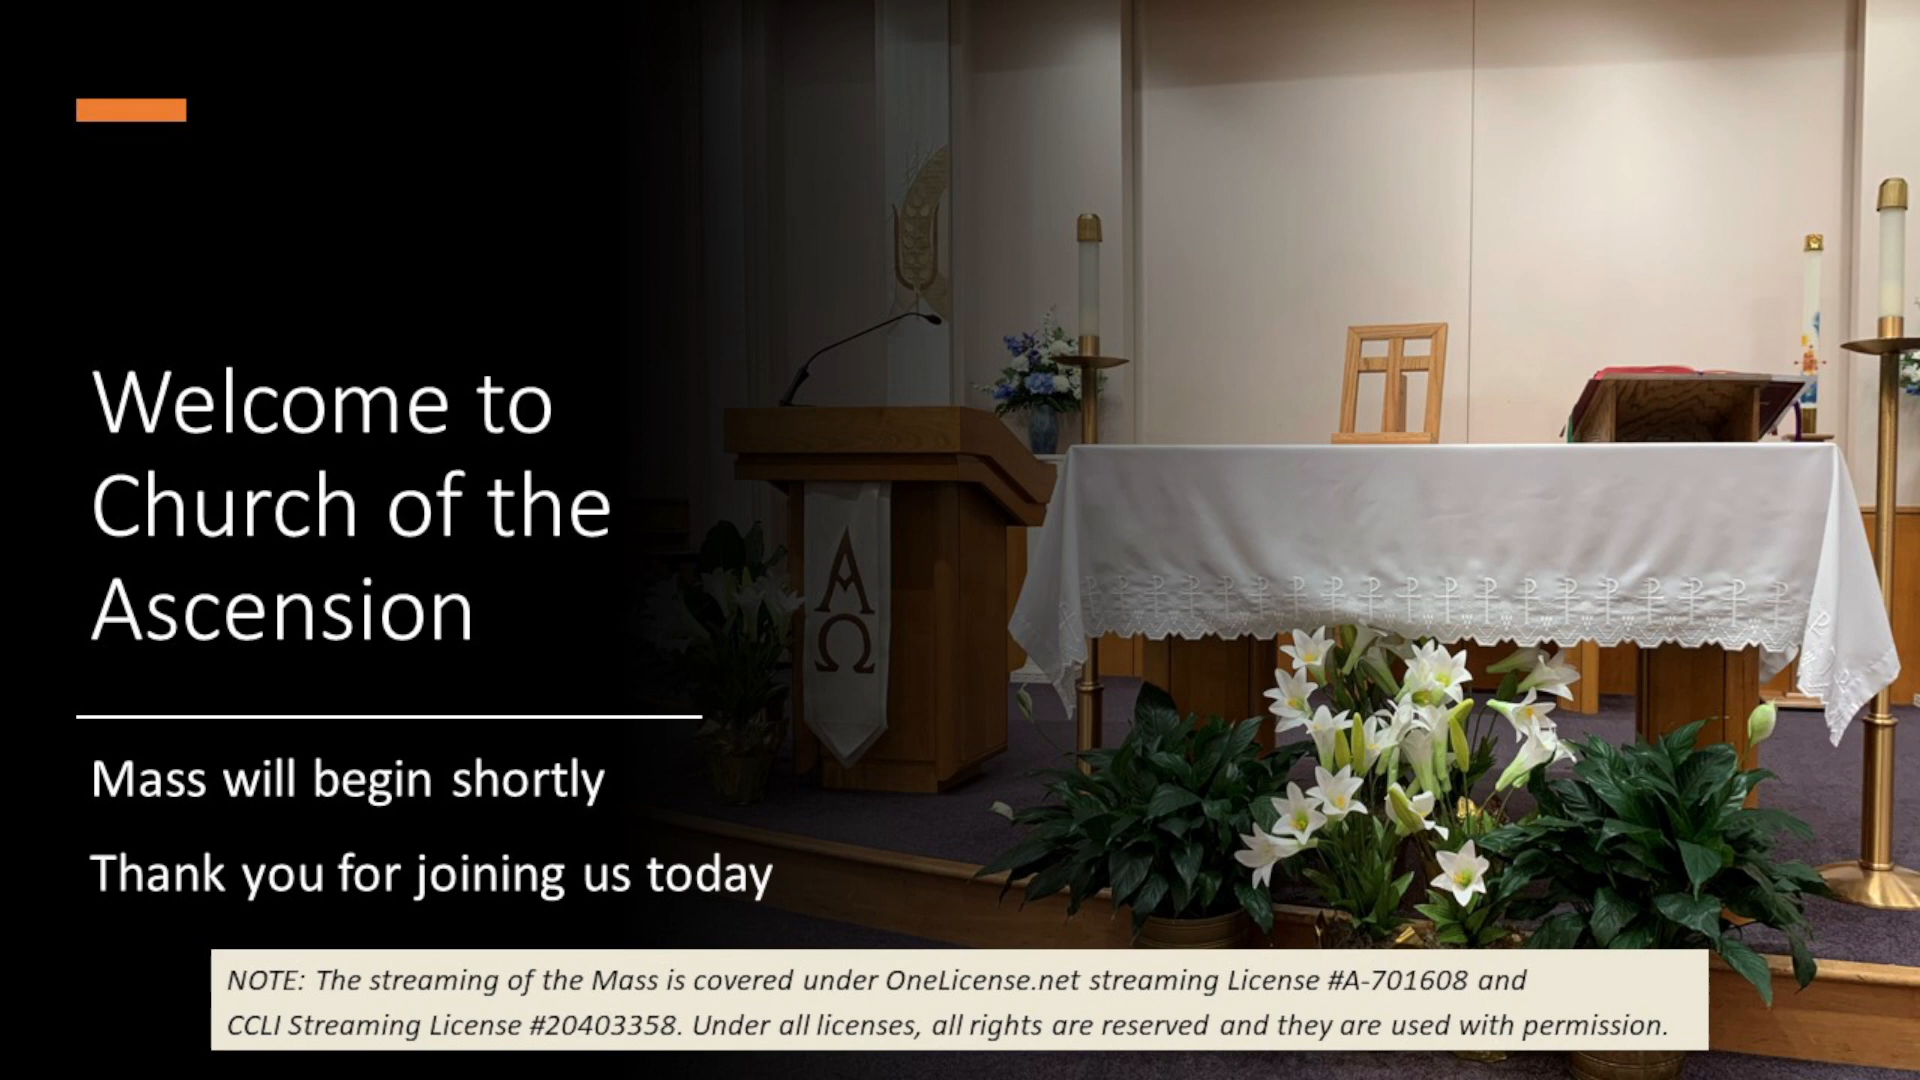 Welcome to
Church of the
Ascension
Mass will begin shortly
Thank you for joining us today
ΑΩ
NOTE: The streaming of the Mass is covered under OneLicense.net streaming License #A-701608 and
CCLI Streaming License #20403358. Under all licenses, all rights are reserved and they are used with permission.